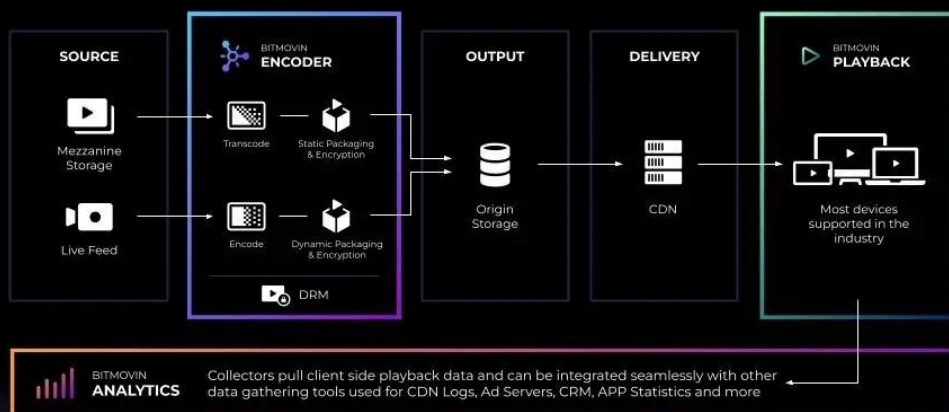 SOURCE
Mezzanine
Storage
Live Feed
BITMOVIN
ENCODER
Transcode
Static Packaging
& Encryption
Encode
Dynamic Packaging
& Encryption
DRM
OUTPUT
Origin
Storage
DELIVERY
CDN
BITMOVIN
PLAYBACK
Most devices
supported in the
industry
BITMOVIN
ANALYTICS
Collectors pull client side playback data and can be integrated seamlessly with other
data gathering tools used for CDN Logs, Ad Servers, CRM, APP Statistics and more